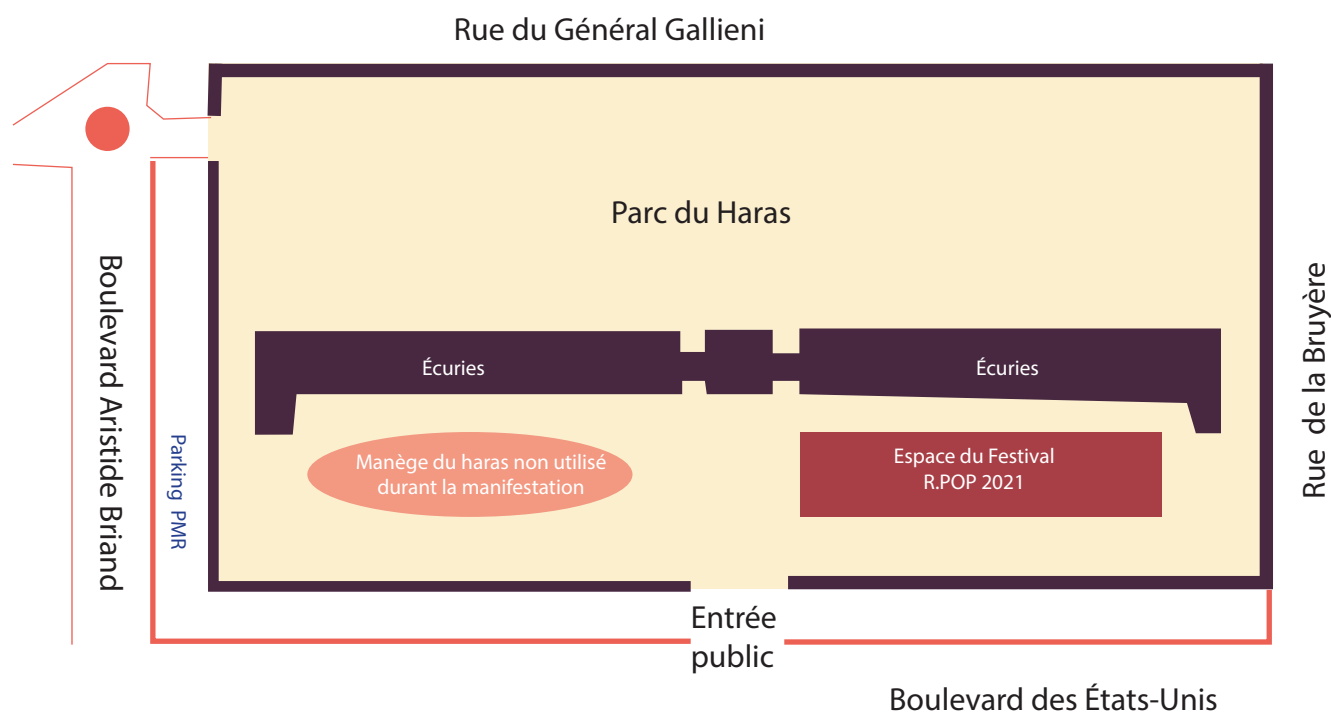 Rue du Général Gallieni
Parc du Haras
Boulevard Aristide Briand
Rue de la Bruyère
Écuries
Écuries
Parking PMR
Manège du haras non utilisé
durant la manifestation
Espace du Festival
R.POP 2021
Entrée
public
Boulevard des États-Unis